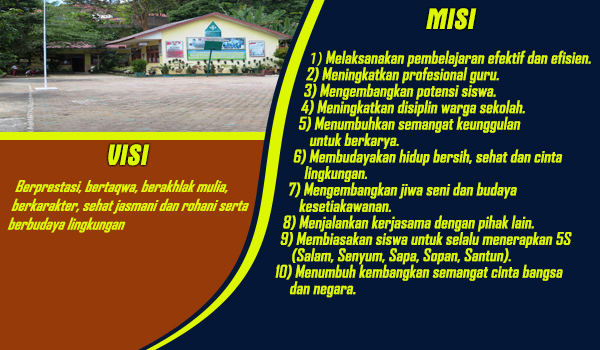 VISI
Berprestasi, bertaqwa, berakhlak mulia,
berkarakter, sehat jasmani dan rohani serta
berbudaya lingkungan
MISI
1) Melaksanakan pembelajaran efektif dan efisien.
2) Meningkatkan profesional guru.
3) Mengembangkan potensi siswa.
4) Meningkatkan disiplin warga sekolah.
5) Menumbuhkan semangat keunggulan
untuk berkarya.
6) Membudayakan hidup bersih, sehat dan cinta
lingkungan.
7) Mengembangkan jiwa seni dan budaya
kesetiakawanan.
8) Menjalankan kerjasama dengan pihak lain.
9) Membiasakan siswa untuk selalu menerapkan 5S
(Salam, Senyum, Sapa, Sopan, Santun).
10) Menumbuh kembangkan semangat cinta bangsa
dan negara.